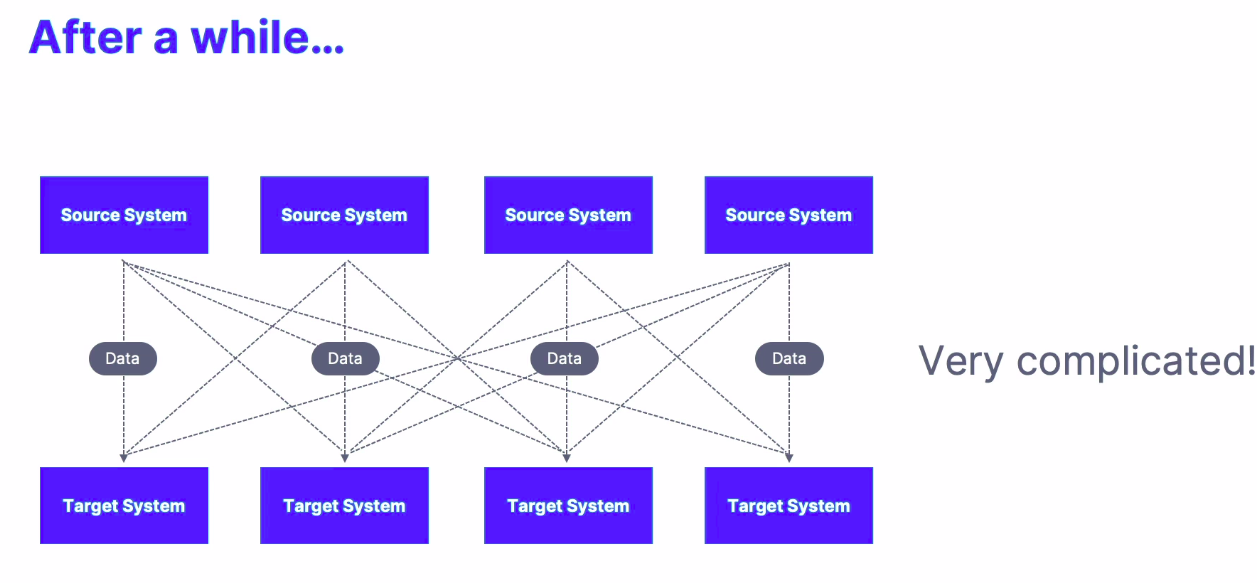 After a while...
Source System
Source System
Source System
Source System
Data
Data
Data
Data
Very complicated!
Target System
Target System
Target System
Target System